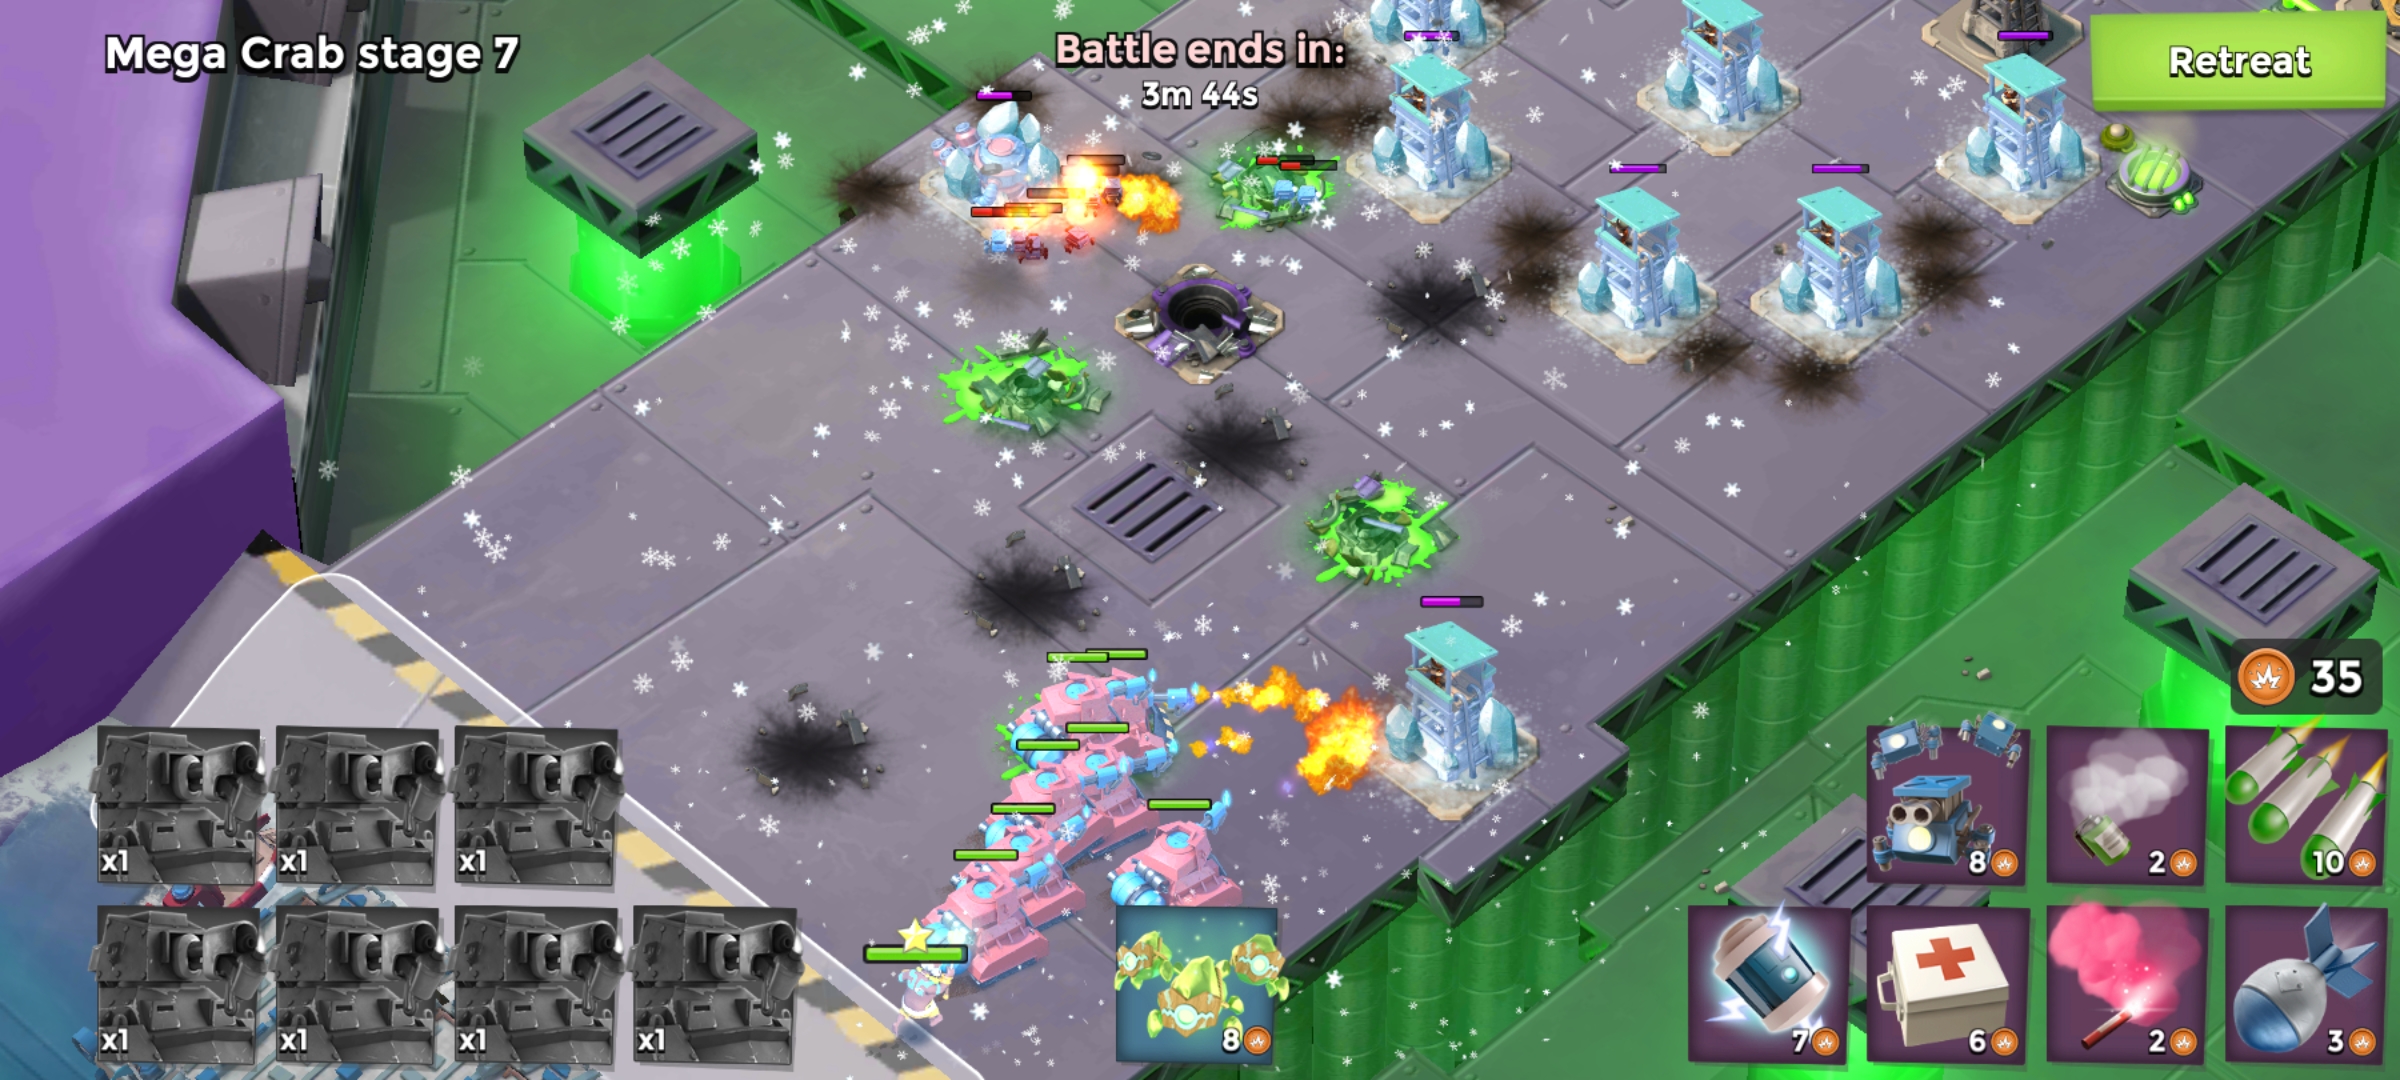 Mega Crab stage 7
Battle ends in:
3m 44s
Retreat
35
x1
x1
x1
8
2
10
x1
x1
x1
x1
8
7
6
2
3